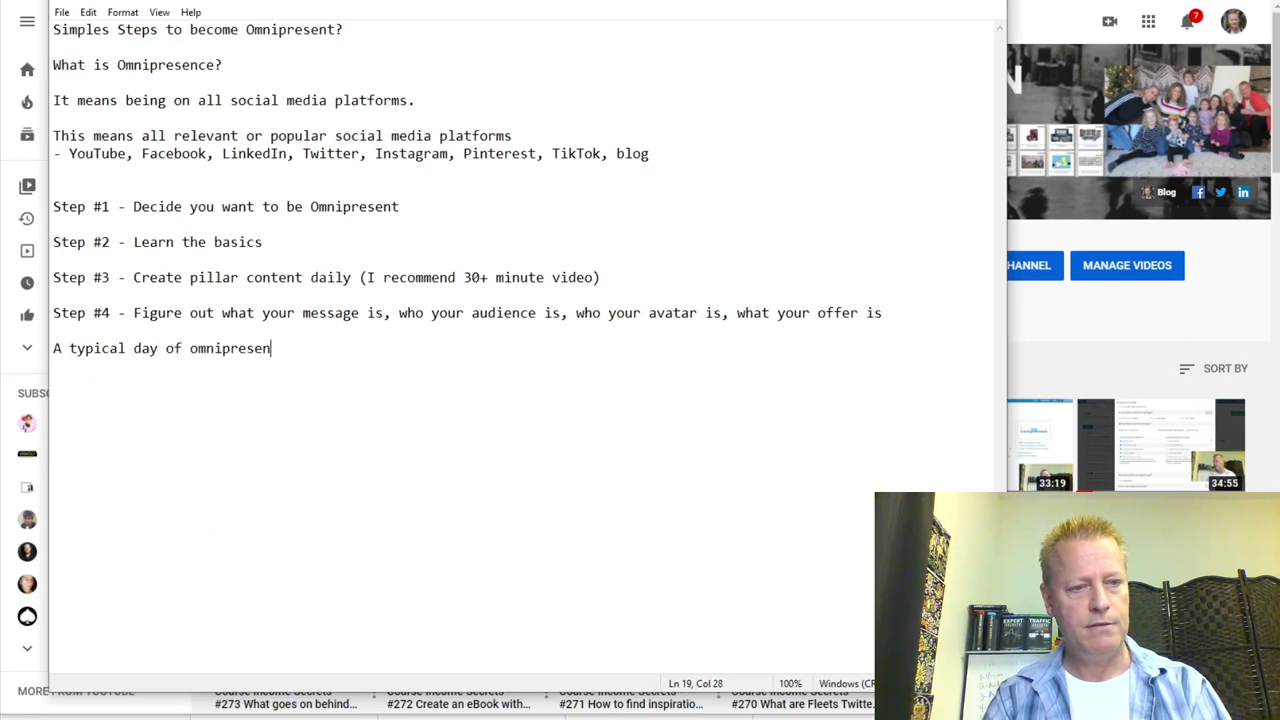 File Edit Format View Help
7
Simples Steps to become Omnipresent?
What is Omnipresence?
It means being on all social media platforms.
This means all relevant or popular social media platforms
- YouTube, Facebook, LinkedIn, Twitter, Instagram, Pinterest, TikTok, blog
Blog
Step #1 - Decide you want to be Omnipresent
Step #2 - Learn the basics
HANNEL MANAGE VIDEOS
Step #3 - Create pillar content daily (I recommend 30+ minute video)
Step #4 - Figure out what your message is, who your audience is, who your avatar is, what your offer is
A typical day of omnipresen
SORT BY
SUBSC
33:19
34:55
EXPERT SECRETS
TRAFFIC SECRETS
Ln 19, Col 28 100% Windows (CR
MORE FROM YOUTUBE
Course Income Secrets Course Income Secrets Course Income Secrets Course Income Secrets
#273 What goes on behind... #272 Create an eBook with... #271 How to find inspiratio... #270 What are Fleets Twitte...